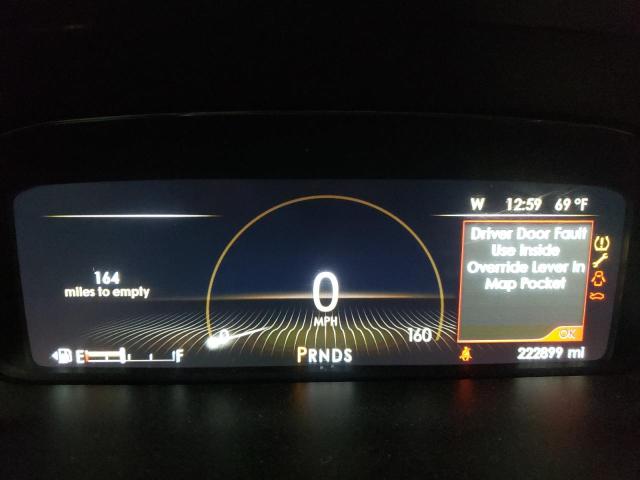 W 12:59 69 °F
Driver Door Fault
Use Inside
Override Lever In
Map Pocket
OK
164
miles to empty
0
MPH
0 160
E F
PRNDS
222899 mi